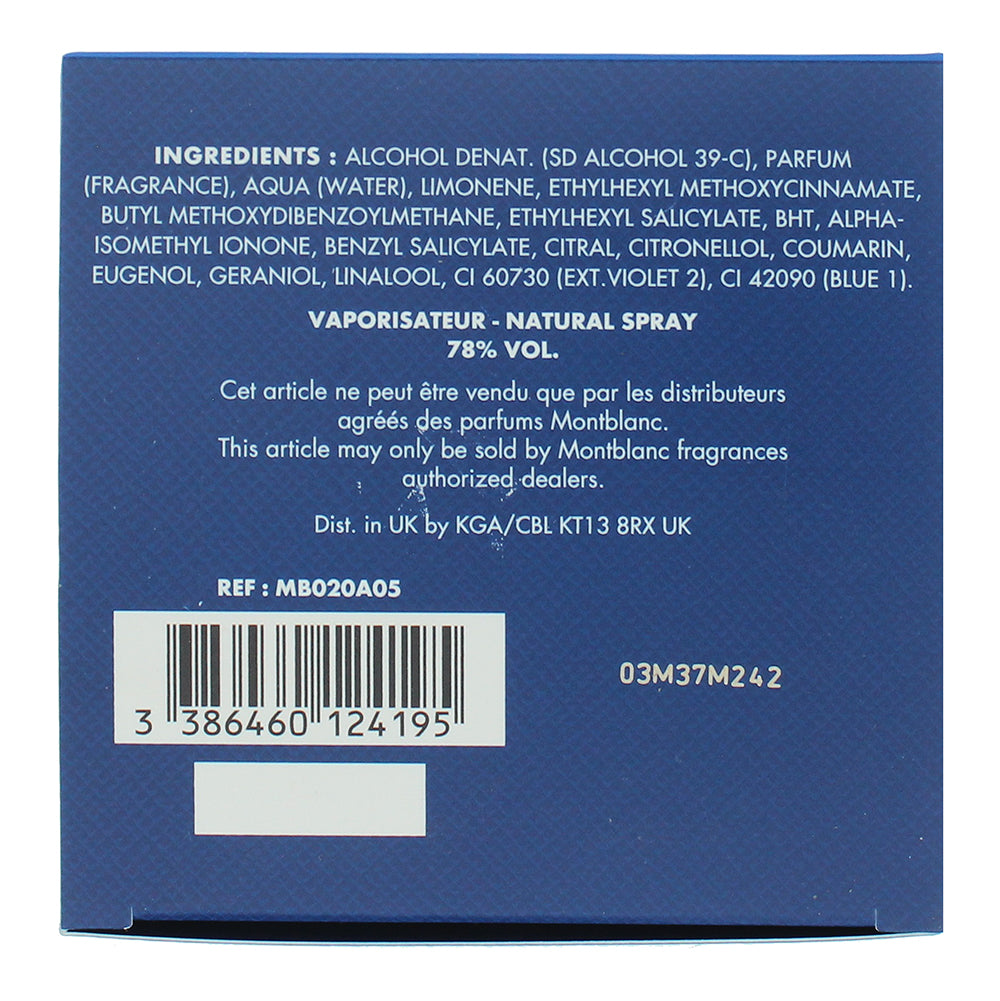 INGREDIENTS : ALCOHOL DENAT. (SD ALCOHOL 39-C), PARFUM
(FRAGRANCE), AQUA (WATER), LIMONENE, ETHYLHEXYL METHOXYCINNAMATE,
BUTYL METHOXYDIBENZOYLMETHANE, ETHYLHEXYL SALICYLATE, BHT, ALPHA-
ISOMETHYL IONONE, BENZYL SALICYLATE, CITRAL, CITRONELLOL, COUMARIN,
EUGENOL, GERANIOL, LINALOOL, CI 60730 (EXT.VIOLET 2), CI 42090 (BLUE 1).
VAPORISATEUR - NATURAL SPRAY
78% VOL.
Cet article ne peut être vendu que par les distributeurs
agréés des parfums Montblanc.
This article may only be sold by Montblanc fragrances
authorized dealers.
Dist. in UK by KGA/CBL KT13 8RX UK
REF : MB020A05
3 386460 124195
03M37M242